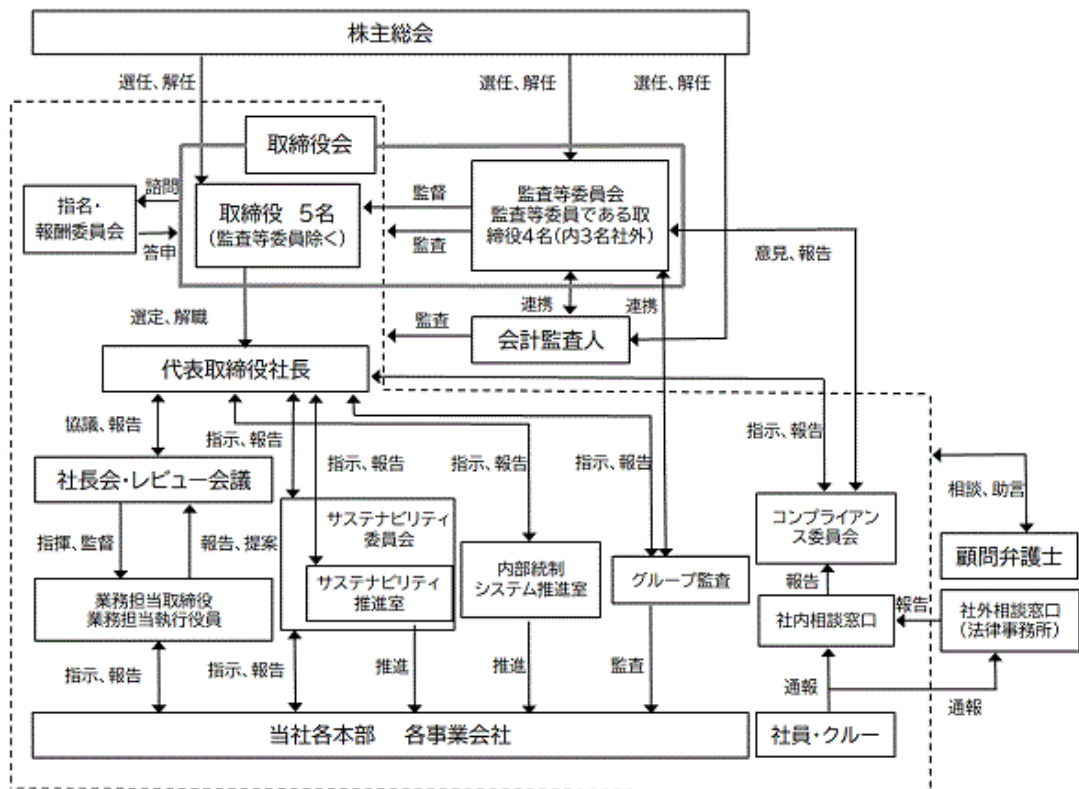 株主総会
選任、解任
選任、解任
選任、解任
取締役会
諮問
指名・
報酬委員会
答申
取締役 5名
(監査等委員除く)
監督
監査
監査等委員会
監査等委員である取
締役4名(内3名社外)
意見、報告
連携
連携
選定、解職
監査
会計監査人
代表取締役社長
協議、報告
指示、報告
指示、報告
指示、報告
指示、報告
指示、報告
社長会・レビュー会議
相談、助言
サステナビリティ
委員会
コンプライアン
ス委員会
指揮、監督
報告、提案
内部統制
システム推進室
グループ監査
顧問弁護士
サステナビリティ
推進室
業務担当取締役
業務担当執行役員
報告
社内相談窓口
報告
社外相談窓口
(法律事務所)
指示、報告
指示、報告
推進
推進
監査
通報
通報
当社各本部 各事業会社
社員・クルー